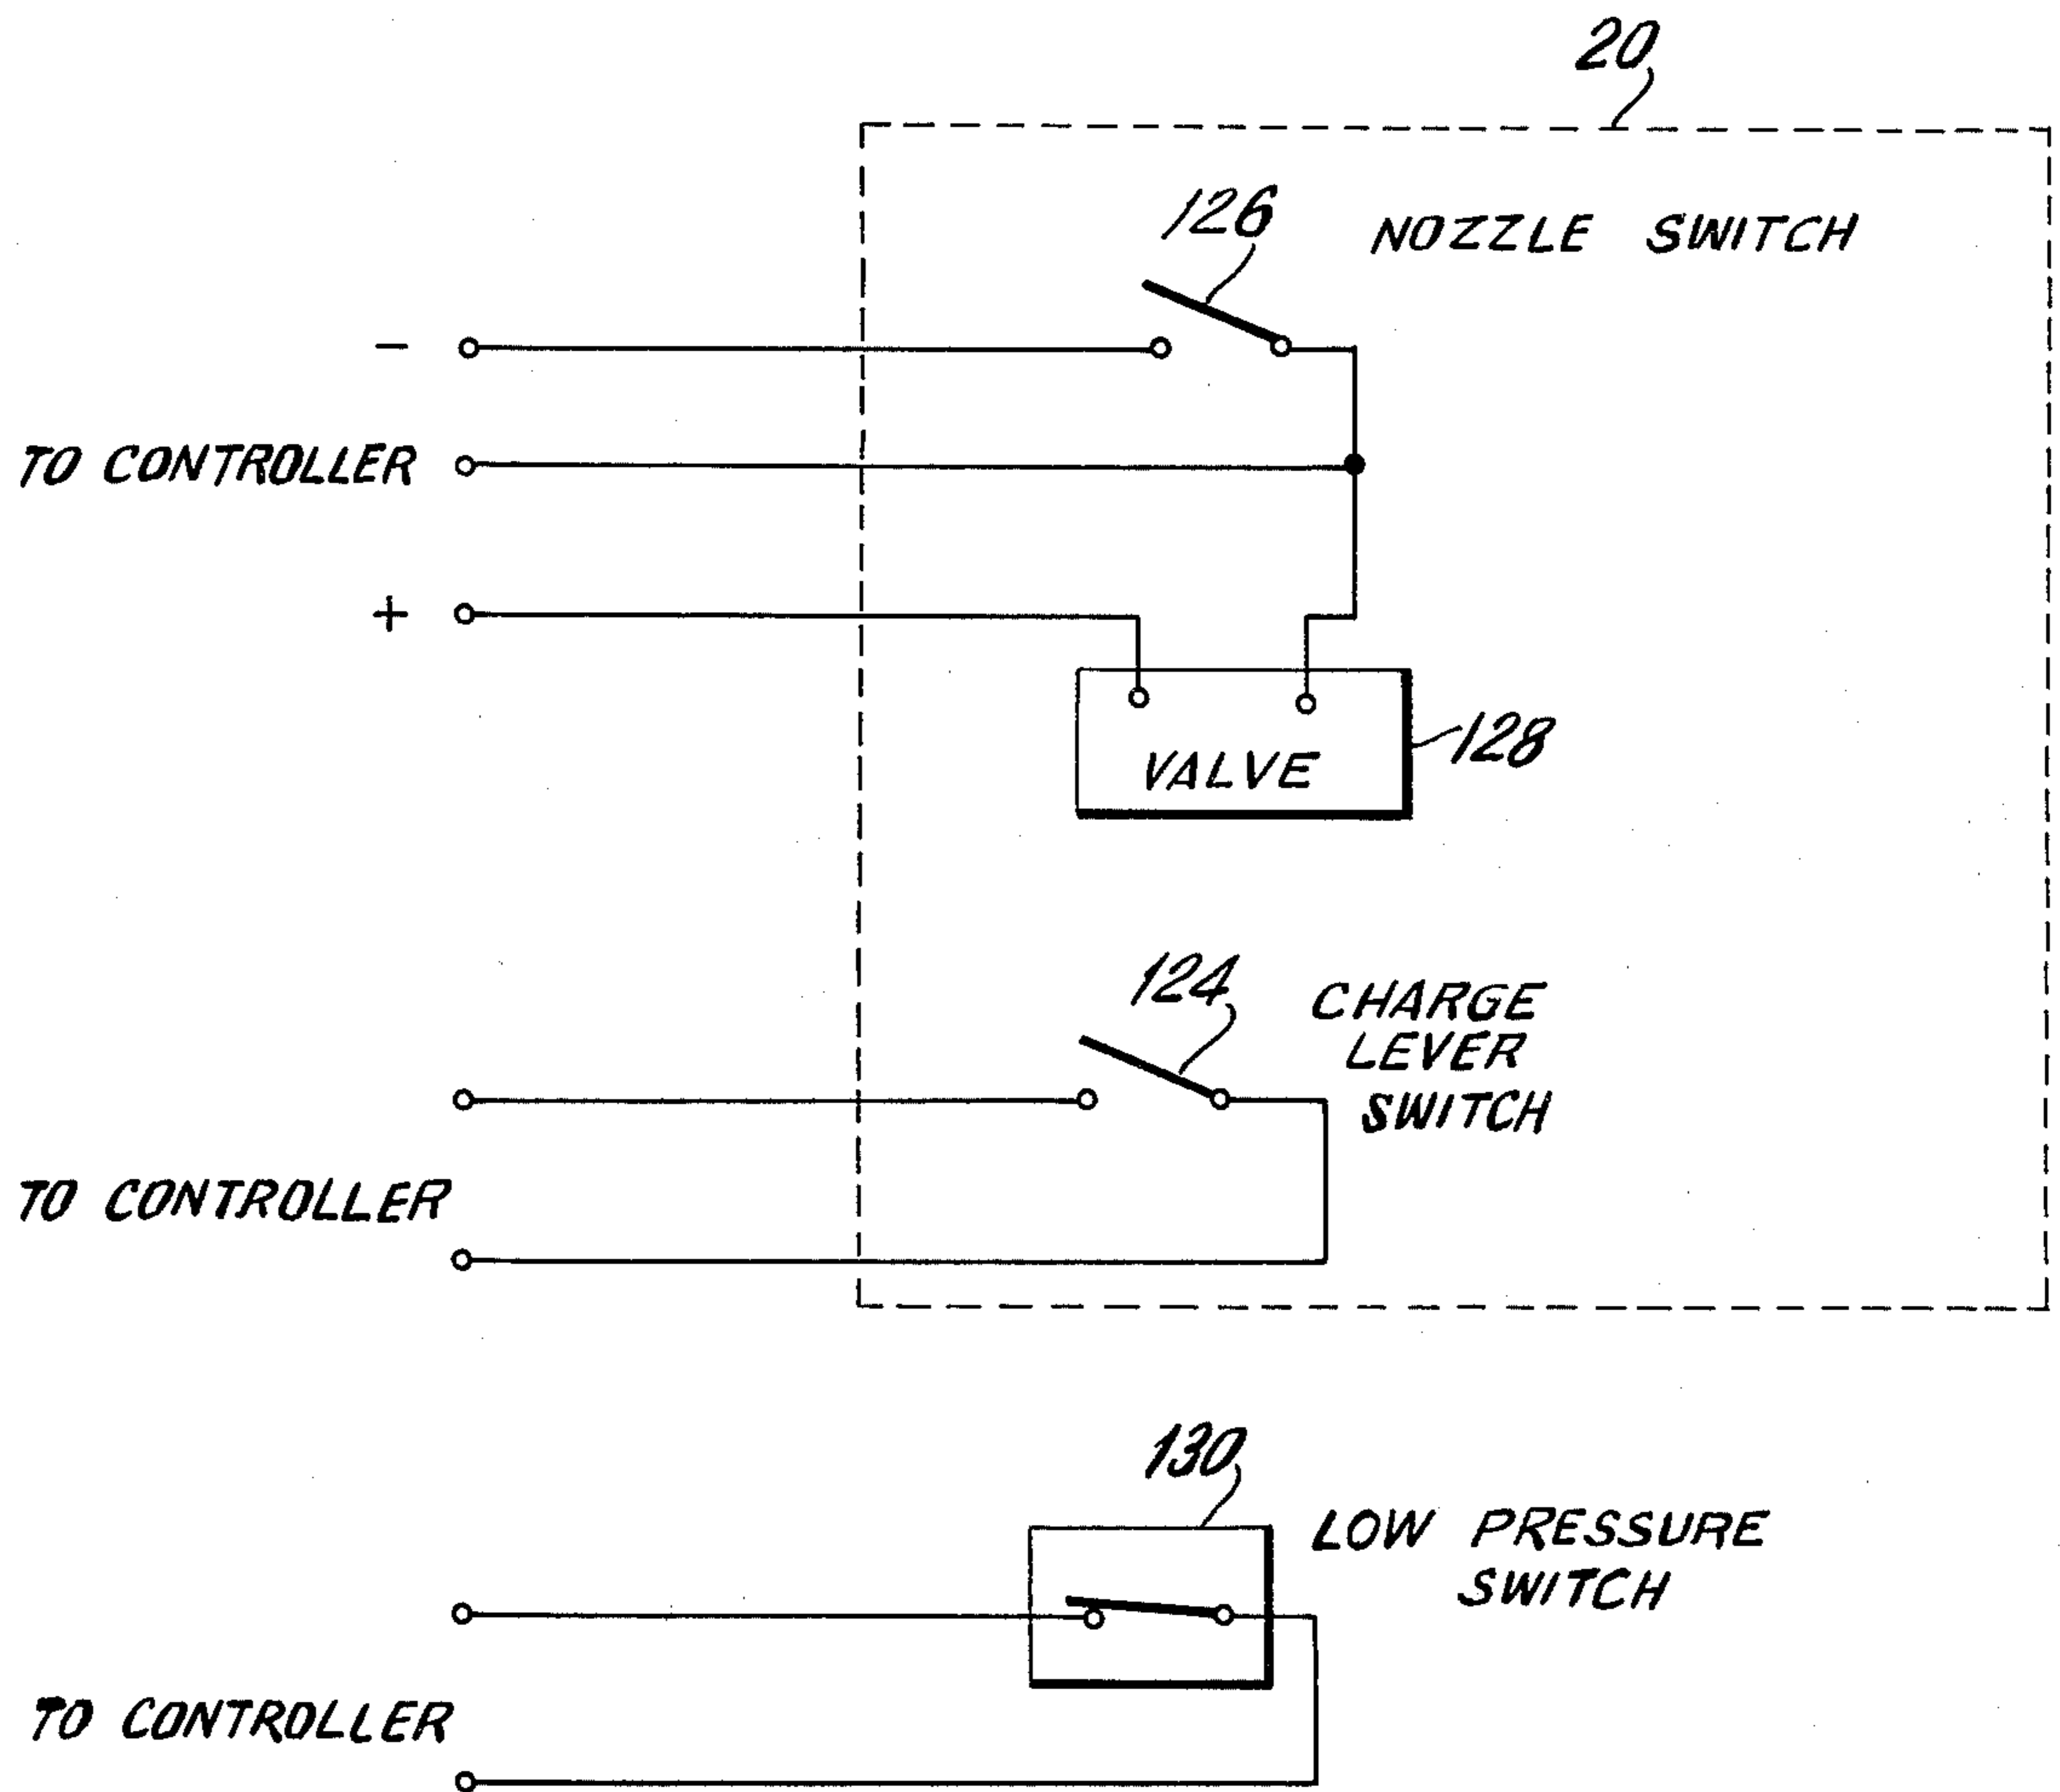 20
126
NOZZLE SWITCH
−
TO CONTROLLER
+
VALVE
128
124
CHARGE
LEVER
SWITCH
TO CONTROLLER
130
LOW PRESSURE
SWITCH
TO CONTROLLER